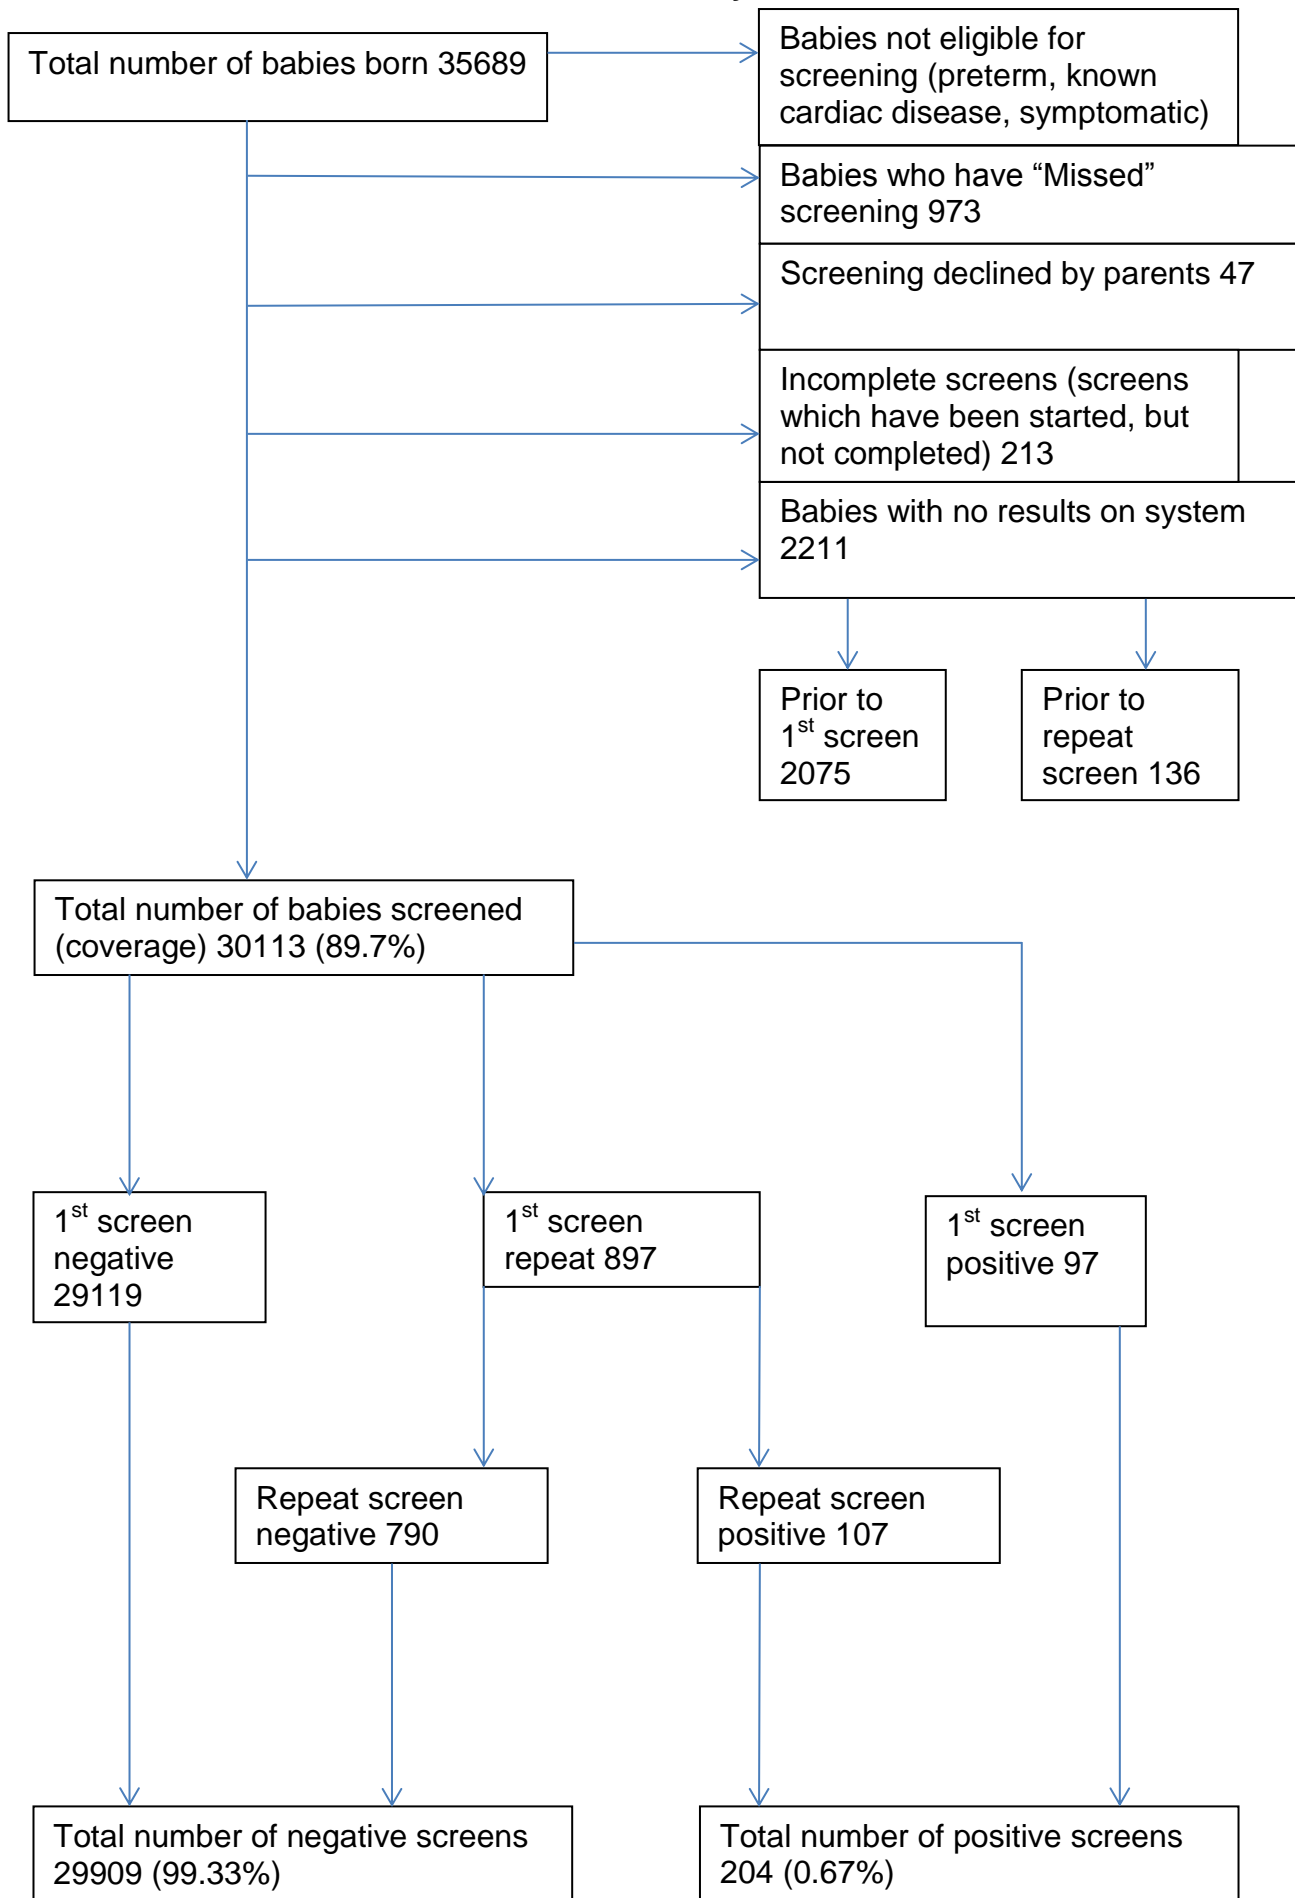 Total number of babies born 35689
Babies not eligible for
screening (preterm, known
cardiac disease, symptomatic)
Babies who have “Missed”
screening 973
Screening declined by parents 47
Incomplete screens (screens
which have been started, but
not completed) 213
Babies with no results on system
2211
Prior to
1st screen
2075
Prior to
repeat
screen 136
Total number of babies screened
(coverage) 30113 (89.7%)
1st screen
negative
29119
1st screen
repeat 897
1st screen
positive 97
Repeat screen
negative 790
Repeat screen
positive 107
Total number of negative screens
29909 (99.33%)
Total number of positive screens
204 (0.67%)